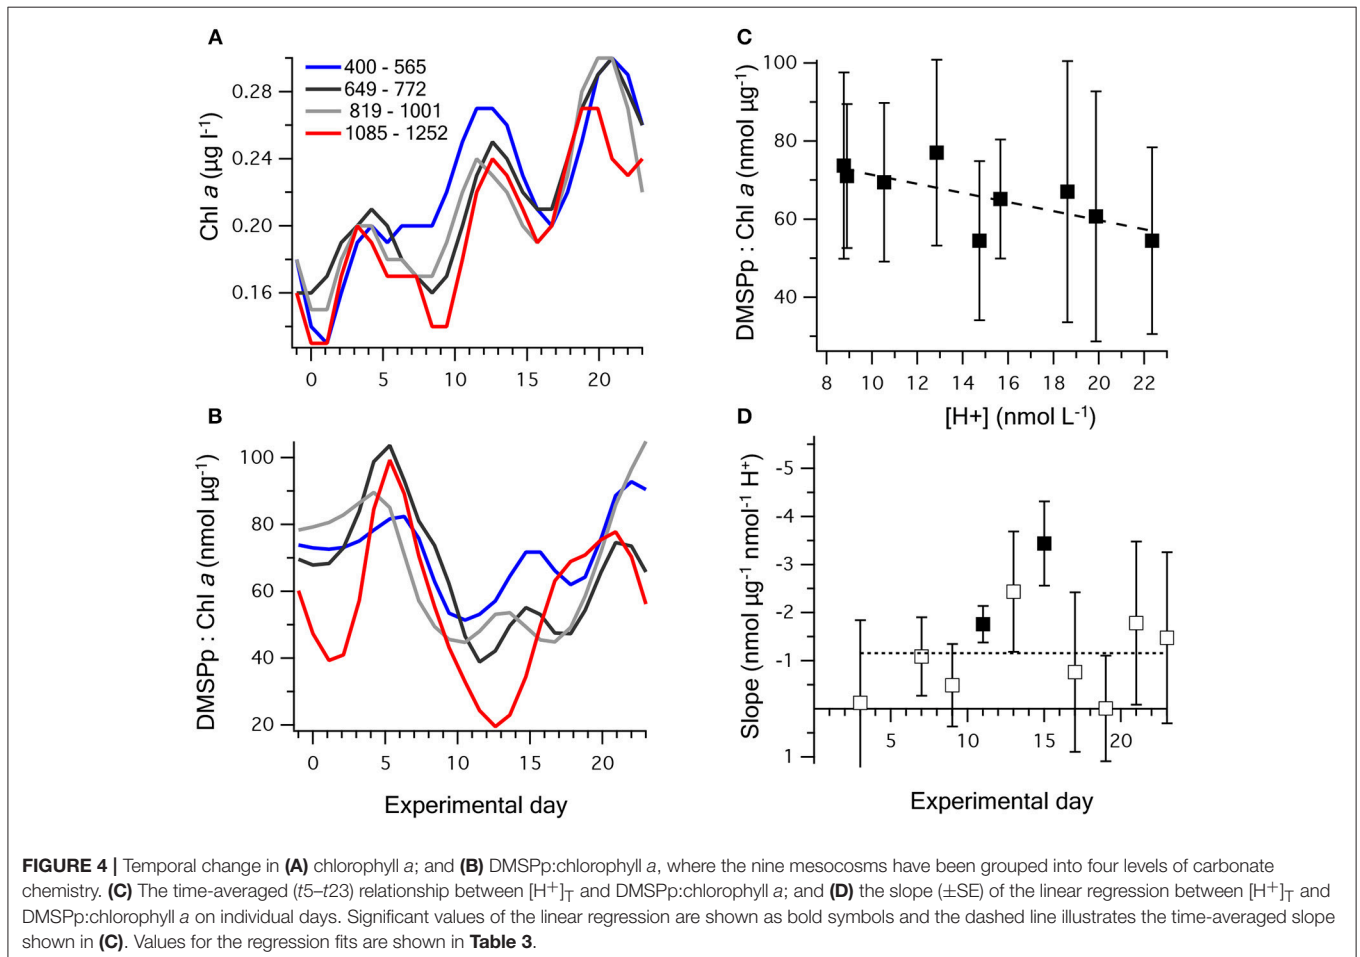 A
400 - 565
649 - 772
819 - 1001
1085 - 1252
0.28
0.24
0.20
0.16
Chl a (µg l-1)
0 5 10 15 20
B
100
80
60
40
20
DMSPp : Chl a (nmol µg-1)
0 5 10 15 20
Experimental day
C
100
80
60
40
DMSPp : Chl a (nmol µg-1)
8 10 12 14 16 18 20 22
[H+] (nmol L-1)
D
-5
-4
-3
-2
-1
1
Slope (nmol µg-1 nmol-1 H+)
5 10 15 20
Experimental day
FIGURE 4 | Temporal change in (A) chlorophyll a; and (B) DMSPp:chlorophyll a, where the nine mesocosms have been grouped into four levels of carbonate
chemistry. (C) The time-averaged (t5–t23) relationship between [H+]T and DMSPp:chlorophyll a; and (D) the slope (±SE) of the linear regression between [H+]T and
DMSPp:chlorophyll a on individual days. Significant values of the linear regression are shown as bold symbols and the dashed line illustrates the time-averaged slope
shown in (C). Values for the regression fits are shown in Table 3.